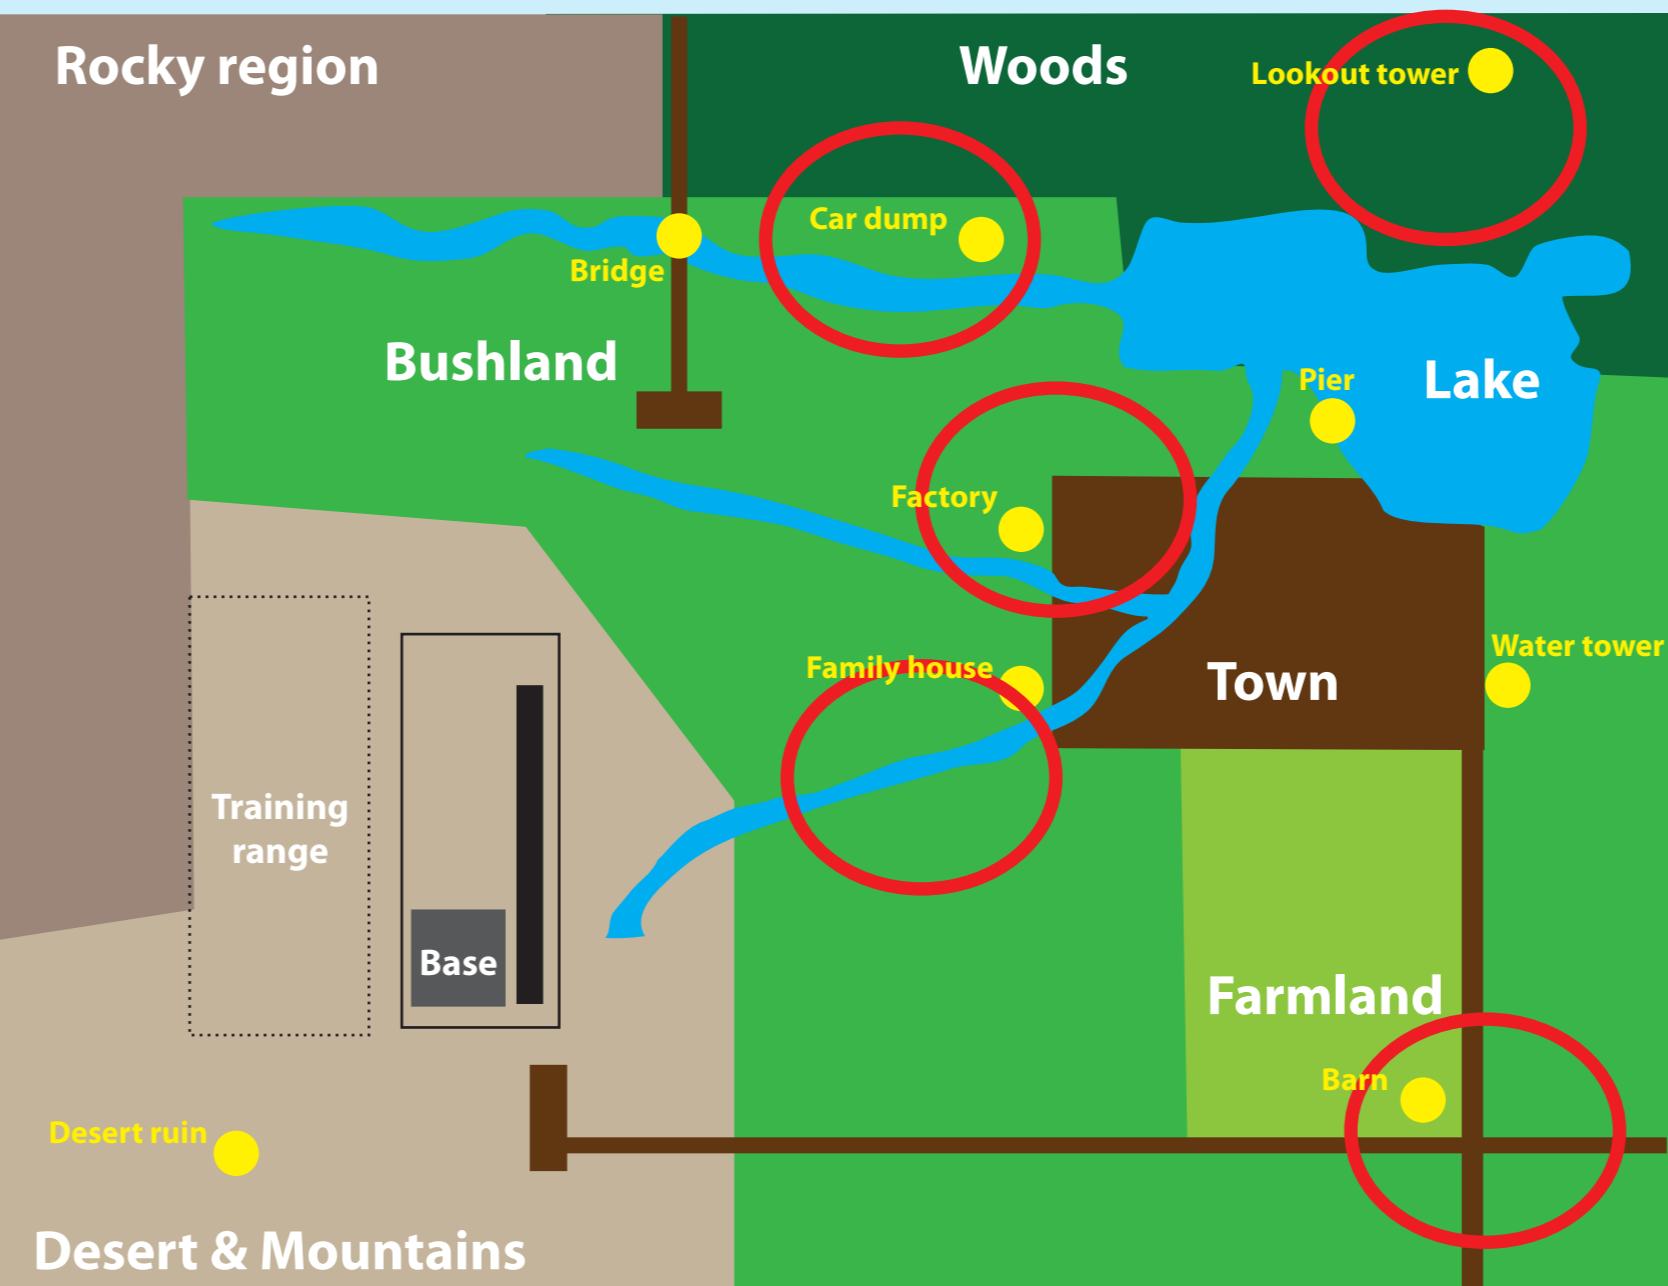 Rocky region
Woods
Lookout tower
Car dump
Bridge
Bushland
Pier
Lake
Factory
Water tower
Family house
Town
Training
range
Base
Farmland
Barn
Desert ruin
Desert & Mountains